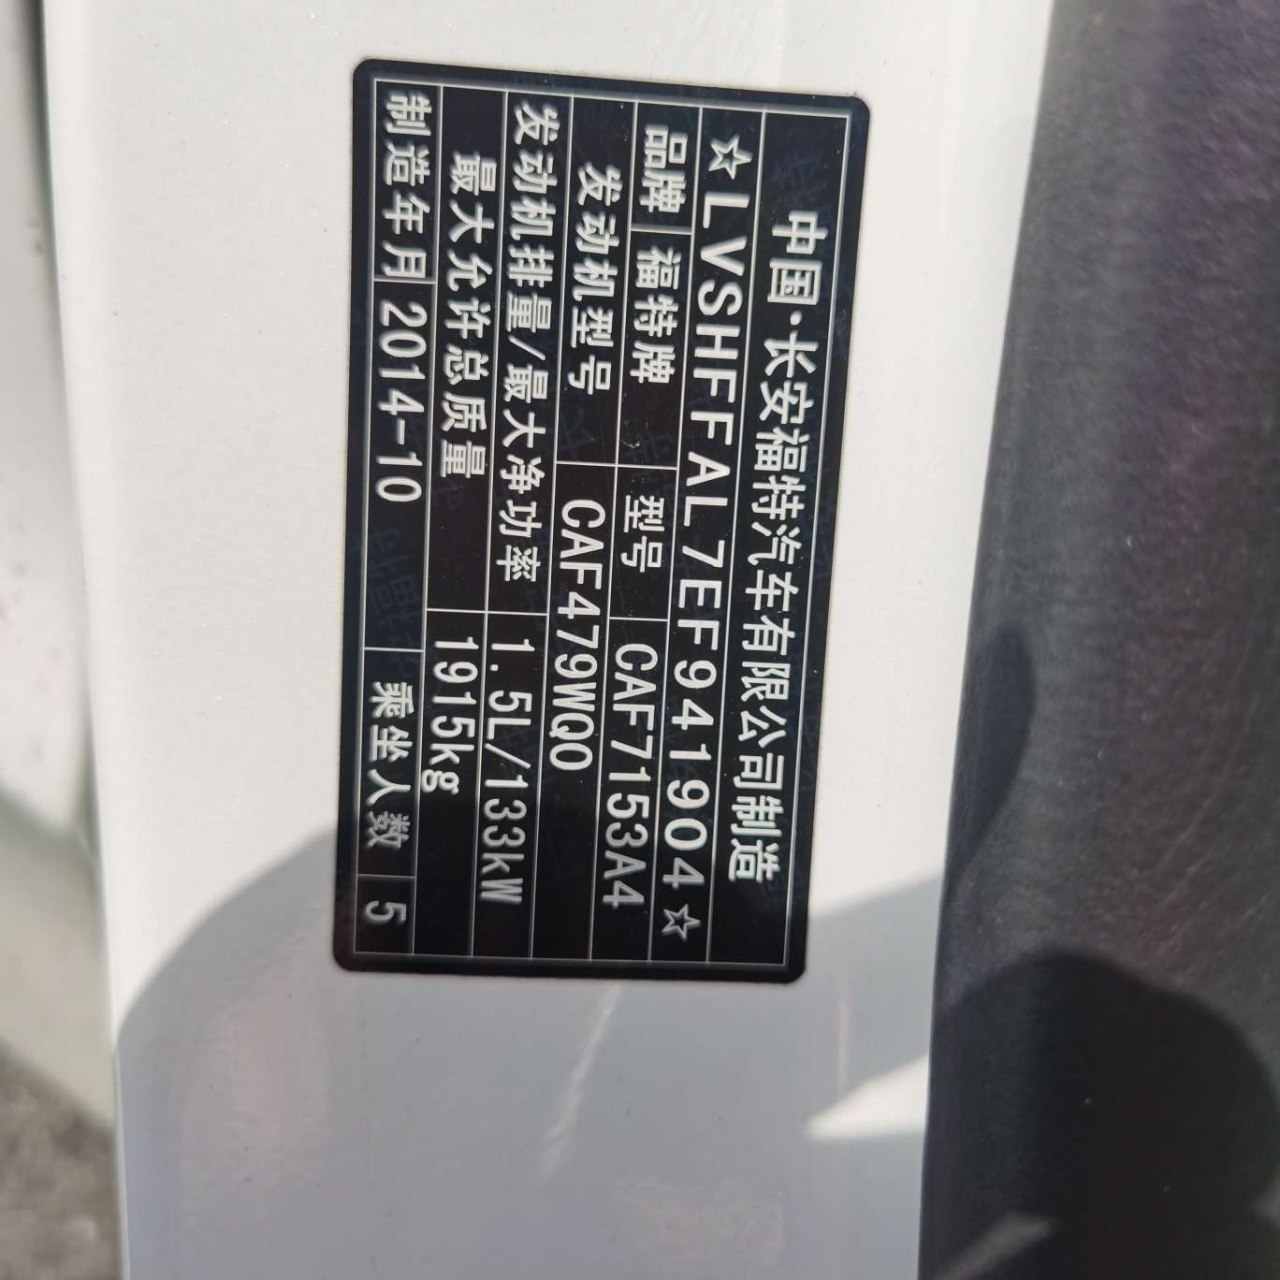 中国·长安福特汽车有限公司制造
☆LVSHFFAL7EF941904☆
品牌 福特牌 型号 CAF7153A4
发动机型号 CAF479WQ0
发动机排量/最大净功率 1.5L/133kW
最大允许总质量 1915kg
制造年月 2014-10 乘坐人数 5